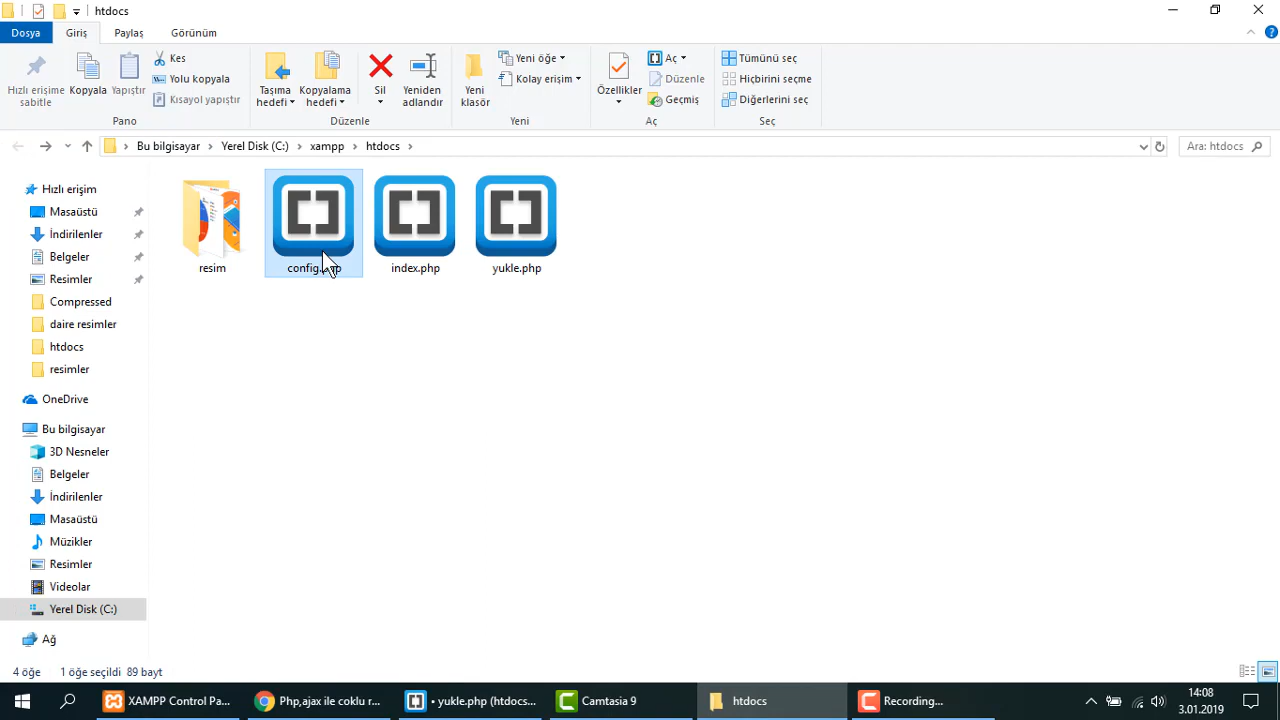 htdocs
Dosya
Giriş
Paylaş
Görünüm
Hızlı erişime sabitle
Kopyala
Yapıştır
Kes
Yolu kopyala
Kısayol yapıştır
Pano
Taşıma hedefi
Kopyalama hedefi
Sil
Yeniden adlandır
Düzenle
Yeni klasör
Yeni öğe
Kolay erişim
Yeni
Özellikler
Aç
Düzenle
Geçmiş
Aç
Tümünü seç
Hiçbirini seçme
Diğerlerini seç
Seç
Bu bilgisayar
Yerel Disk (C:)
xampp
htdocs
Ara: htdocs
Hızlı erişim
Masaüstü
İndirilenler
Belgeler
Resimler
Compressed
daire resimler
htdocs
resimler
OneDrive
Bu bilgisayar
3D Nesneler
Belgeler
İndirilenler
Masaüstü
Müzikler
Resimler
Videolar
Yerel Disk (C:)
Ağ
resim
config.php
index.php
yukle.php
4 öğe
1 öğe seçildi 89 bayt
XAMPP Control Pa...
Php,ajax ile coklu r...
• yukle.php (htdocs...
Camtasia 9
htdocs
Recording...
14:08
3.01.2019